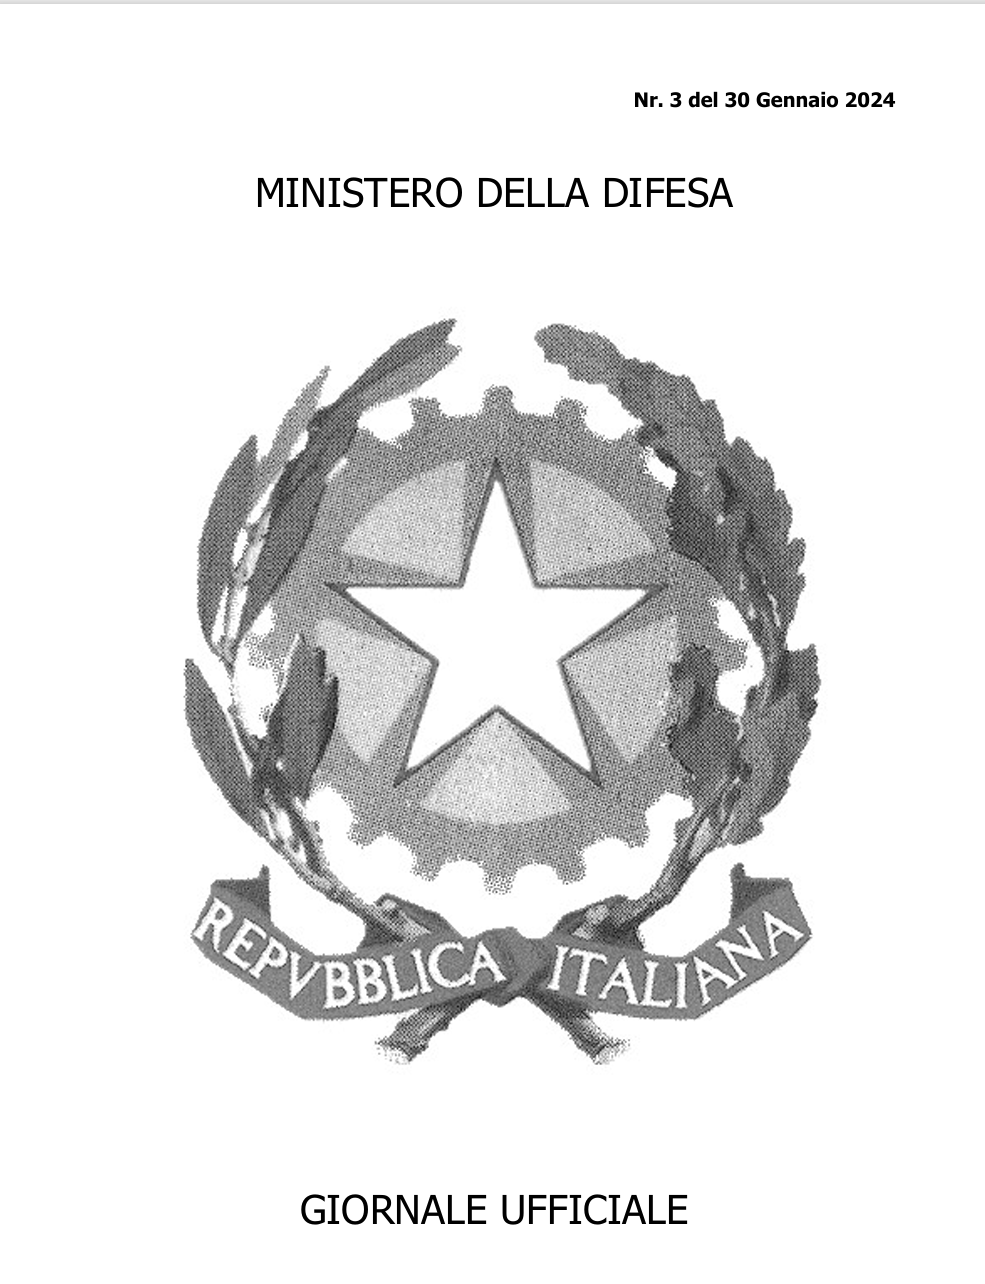 Nr. 3 del 30 Gennaio 2024
MINISTERO DELLA DIFESA
REPVBBLICA ITALIANA
GIORNALE UFFICIALE